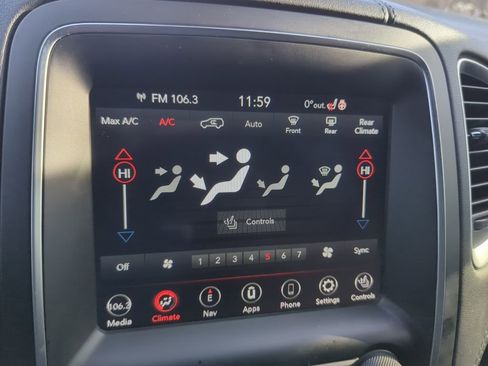 FM 106.3 11:59 0° out.
Max A/C A/C Auto Front Rear Rear Climate
HI HI
Controls
Off 1 2 3 4 5 6 7 Sync
106.3 E
Media Climate Nav Apps Phone Settings Controls